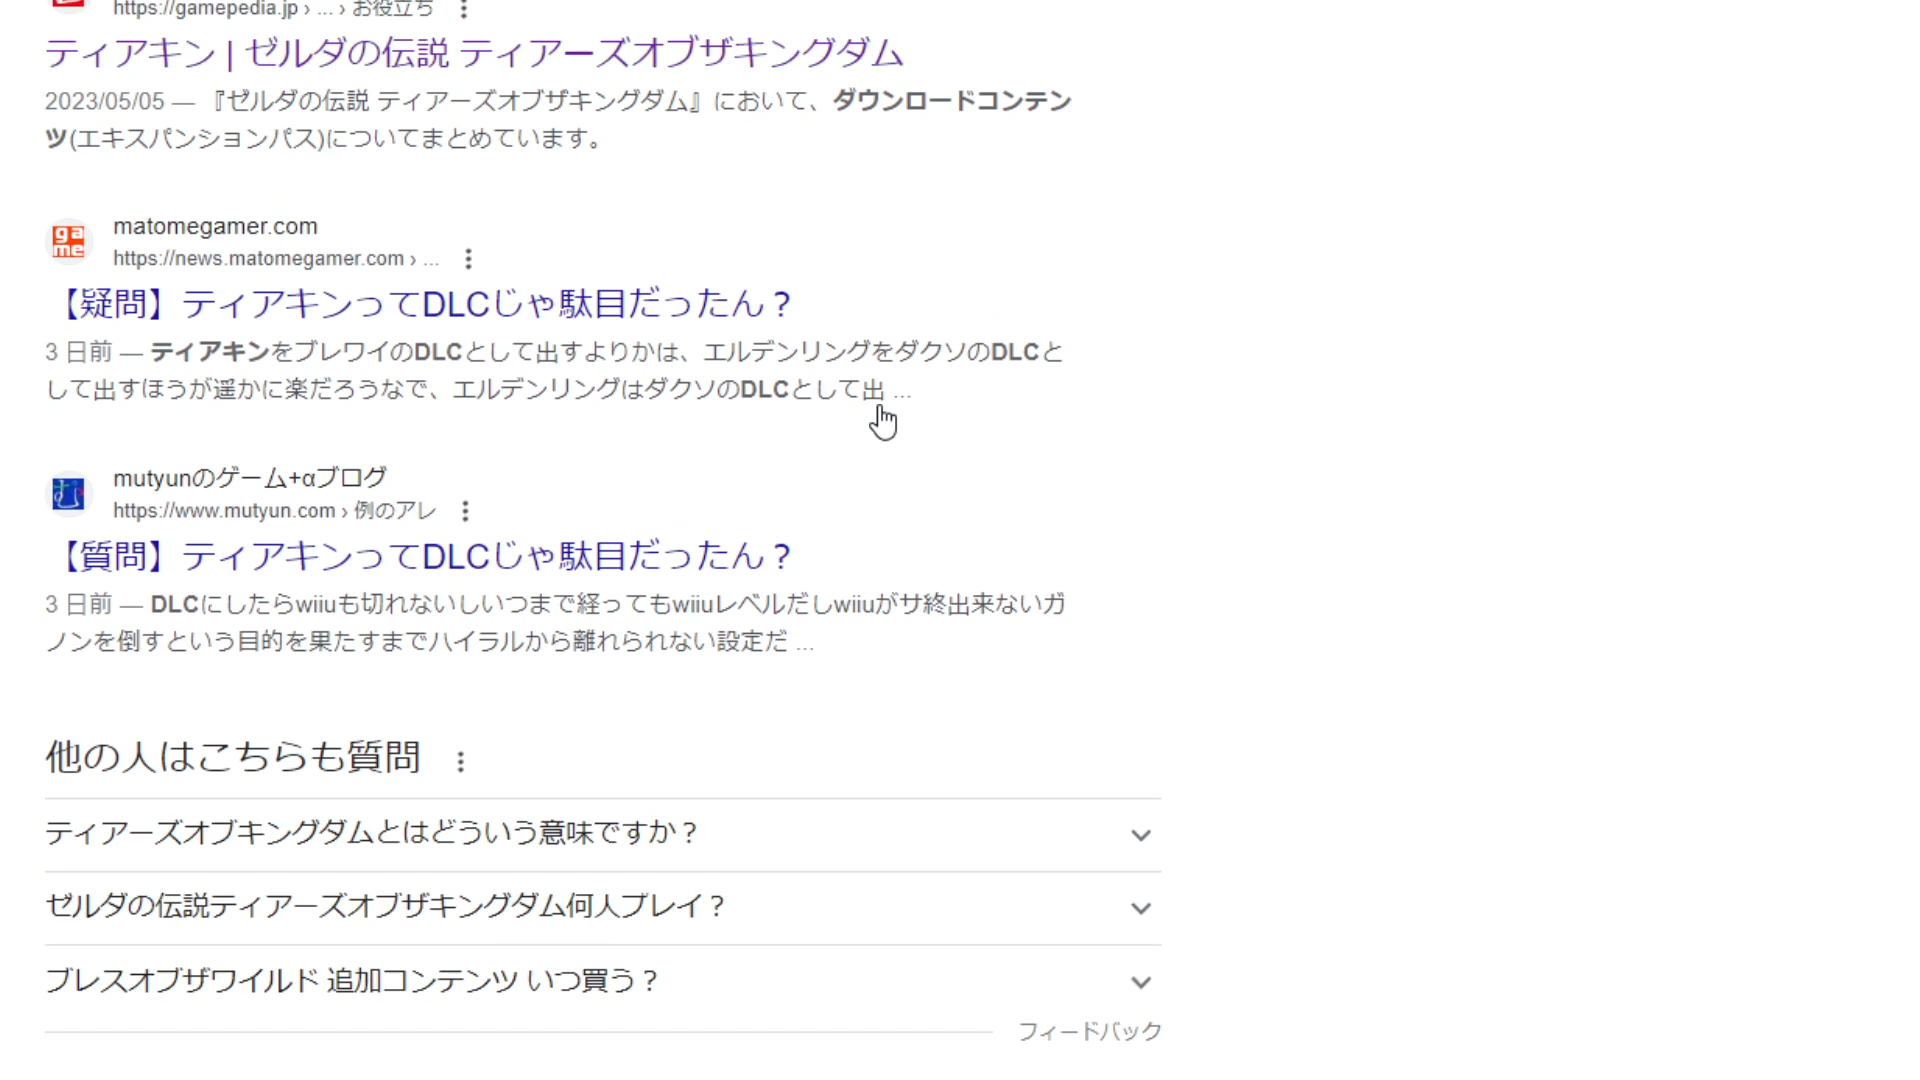 https://gamepedia.jp › ... › お役立ち
ティアキン | ゼルダの伝説 ティアーズオブザキングダム
2023/05/05 — 『ゼルダの伝説 ティアーズオブザキングダム』において、ダウンロードコンテン
ツ(エキスパンションパス)についてまとめています。
game
matomegamer.com
https://news.matomegamer.com › ...
【疑問】ティアキンってDLCじゃ駄目だったん？
3 日前 — ティアキンをブレワイのDLCとして出すよりかは、エルデンリングをダクソのDLCと
して出すほうが遥かに楽だろうなで、エルデンリングはダクソのDLCとして出 ...
む
mutyunのゲーム+αブログ
https://www.mutyun.com › 例のアレ
【質問】ティアキンってDLCじゃ駄目だったん？
3 日前 — DLCにしたらwiiuも切れないしいつまで経ってもwiiuレベルだしwiiuがサ終出来ないガ
ノンを倒すという目的を果たすまでハイラルから離れられない設定だ ...
他の人はこちらも質問
ティアーズオブキングダムとはどういう意味ですか？
ゼルダの伝説ティアーズオブザキングダム何人プレイ？
ブレスオブザワイルド 追加コンテンツ いつ買う？
フィードバック